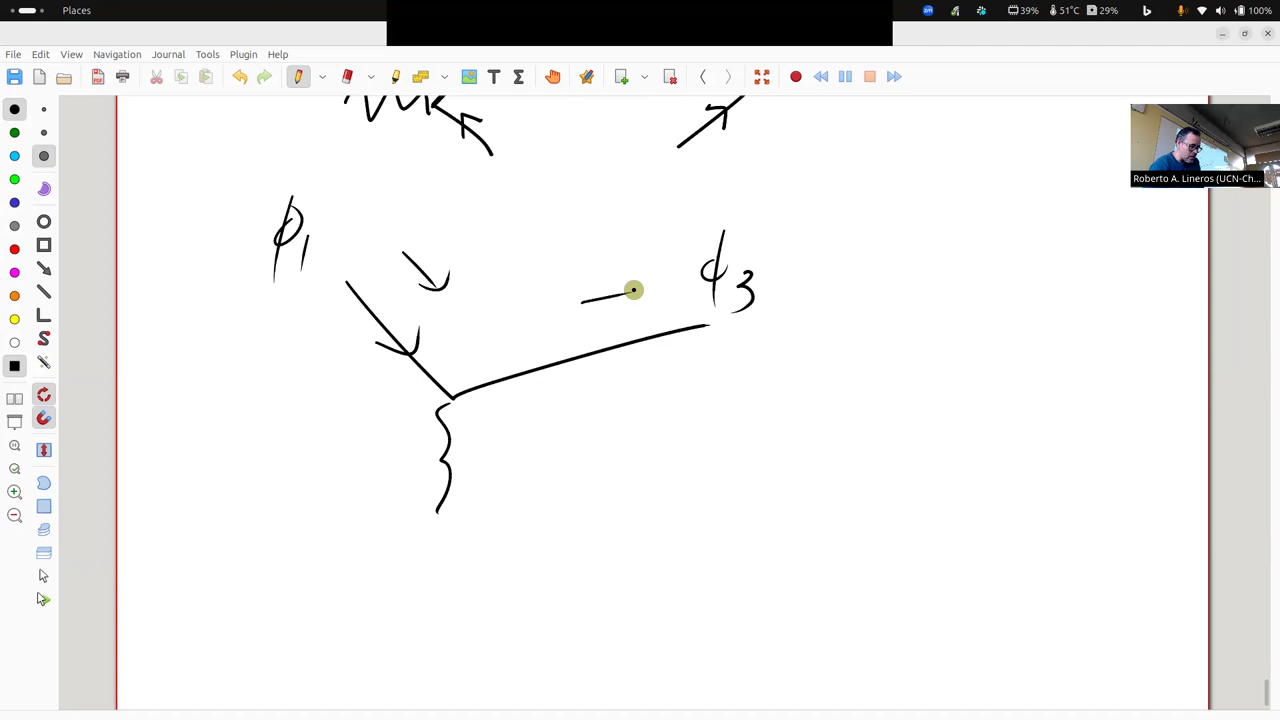 Places
39% 51°C 29% 100%
File Edit View Navigation Journal Tools Plugin Help
Roberto A. Lineros (UCN-Ch...
ϕ1
ϕ3